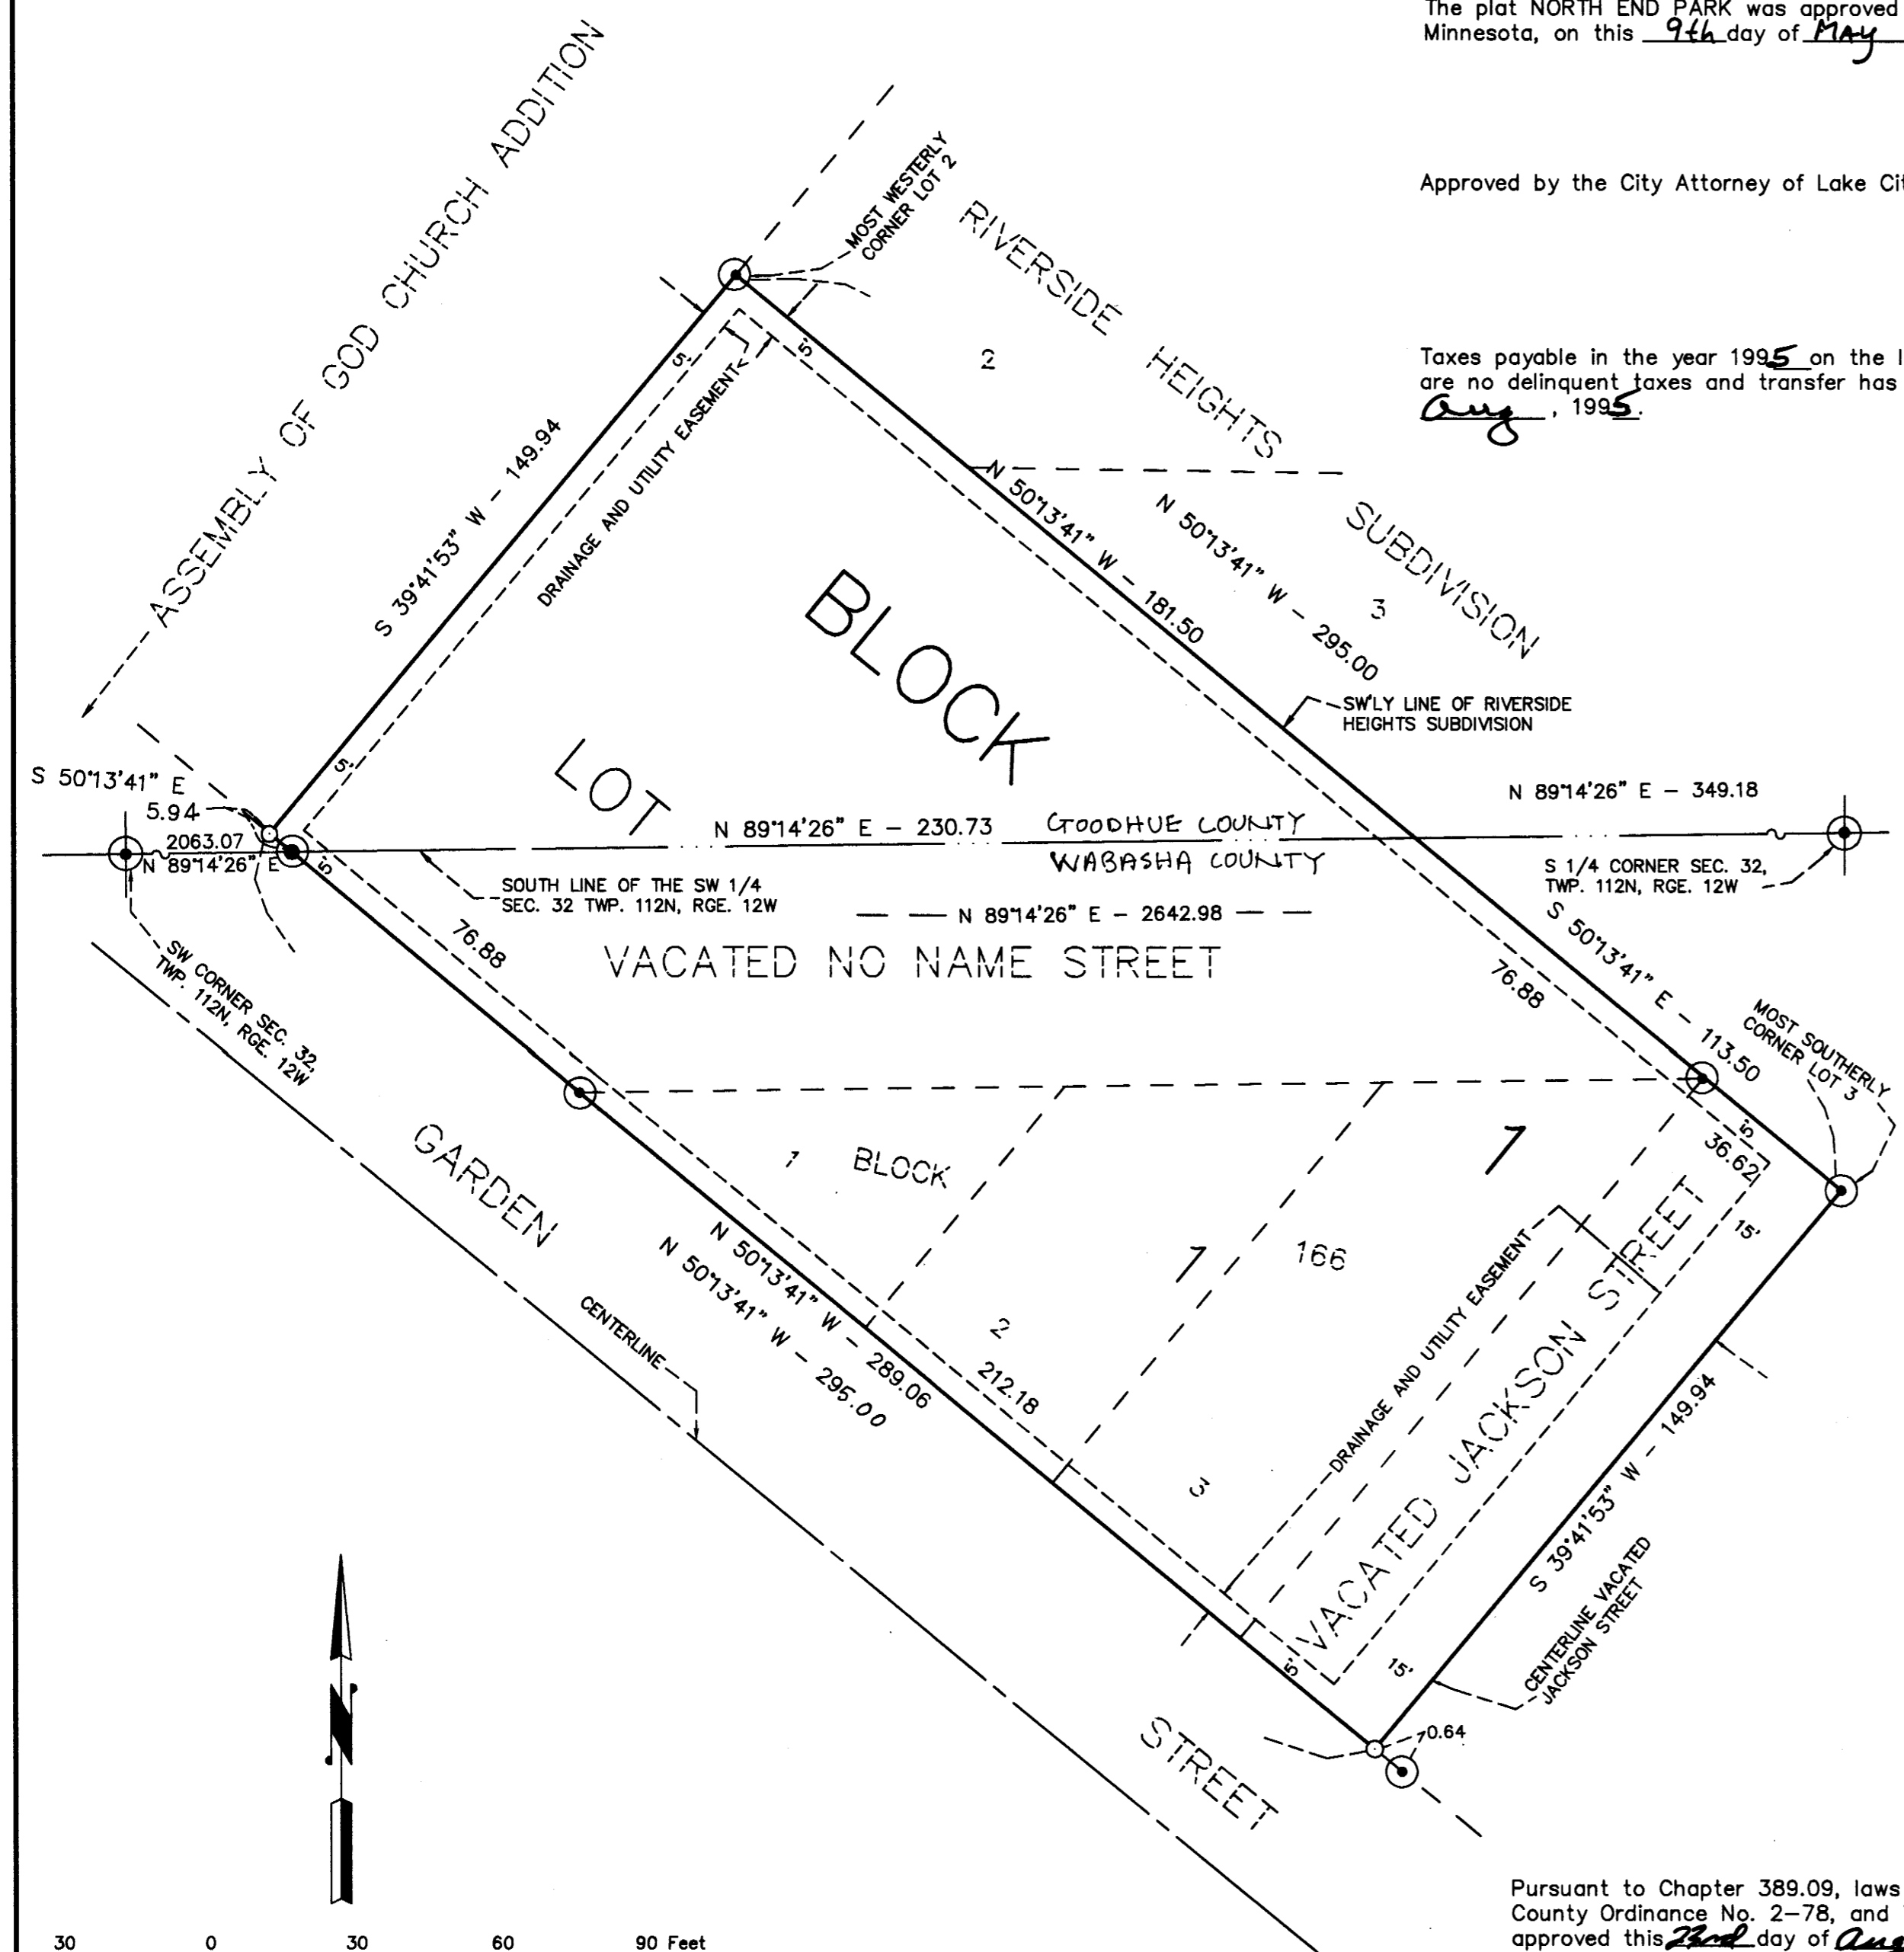 The plat NORTH END PARK was approved
Minnesota, on this 9th day of MAY
Approved by the City Attorney of Lake
Taxes payable in the year 1995 on the
are no delinquent taxes and transfer has
Aug, 1995.
ASSEMBLY OF GOD CHURCH ADDITION
MOST WESTERLY
CORNER LOT 2
RIVERSIDE HEIGHTS SUBDIVISION
2
3
5'
5'
DRAINAGE AND UTILITY EASEMENT
S 39°41'53" W - 149.94
N 50°13'41" W - 181.50
N 50°13'41" W - 295.00
SW'LY LINE OF RIVERSIDE
HEIGHTS SUBDIVISION
BLOCK
LOT
5'
S 50°13'41" E
5.94
2063.07
N 89°14'26" E
5'
N 89°14'26" E - 230.73
GOODHUE COUNTY
WABASHA COUNTY
N 89°14'26" E - 349.18
S 1/4 CORNER SEC. 32,
TWP. 112N, RGE. 12W
SOUTH LINE OF THE SW 1/4
SEC. 32 TWP. 112N, RGE. 12W
N 89°14'26" E - 2642.98
VACATED NO NAME STREET
SW CORNER SEC. 32,
TWP. 112N, RGE. 12W
76.88
76.88
S 50°13'41" E - 113.50
MOST SOUTHERLY
CORNER LOT 3
5'
36.62
15'
1
BLOCK
1
1
166
2
3
GARDEN STREET
CENTERLINE
N 50°13'41" W - 289.06
N 50°13'41" W - 295.00
212.18
DRAINAGE AND UTILITY EASEMENT
VACATED JACKSON STREET
S 39°41'53" W - 149.94
CENTERLINE VACATED
JACKSON STREET
5'
15'
0.64
N
30 0 30 60 90 Feet
Pursuant to Chapter 389.09, laws
County Ordinance No. 2-78, and
approved this 23rd day of